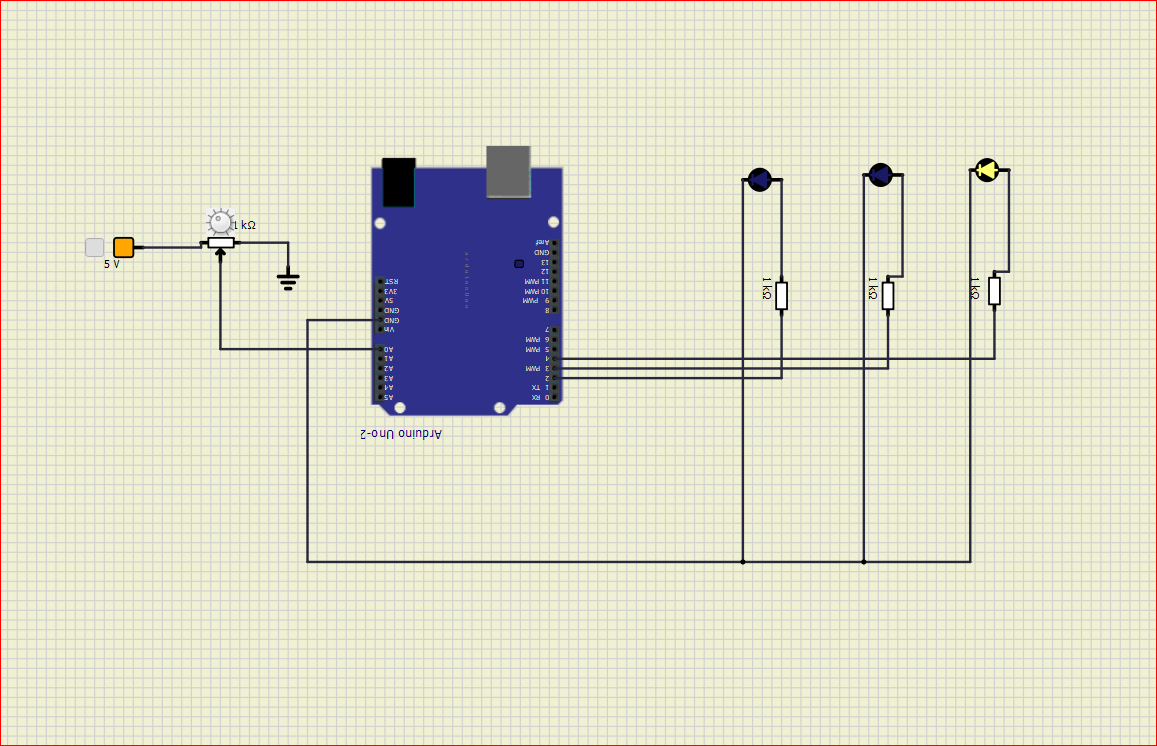 1 kΩ
5 V
Aref
GND
13
12
11 PWM
10 PWM
9 PWM
8
7
6 PWM
5 PWM
4
3 PWM
2
1 TX
0 RX
RST
3V3
5V
GND
GND
Vin
A0
A1
A2
A3
A4
A5
Arduino Uno-2
1 kΩ
1 kΩ
1 kΩ